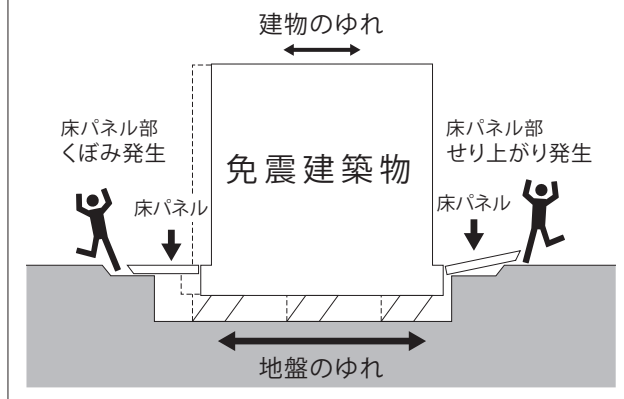 建物のゆれ
床パネル部
くぼみ発生
床パネル
免震建築物
床パネル部
せり上がり発生
床パネル
地盤のゆれ